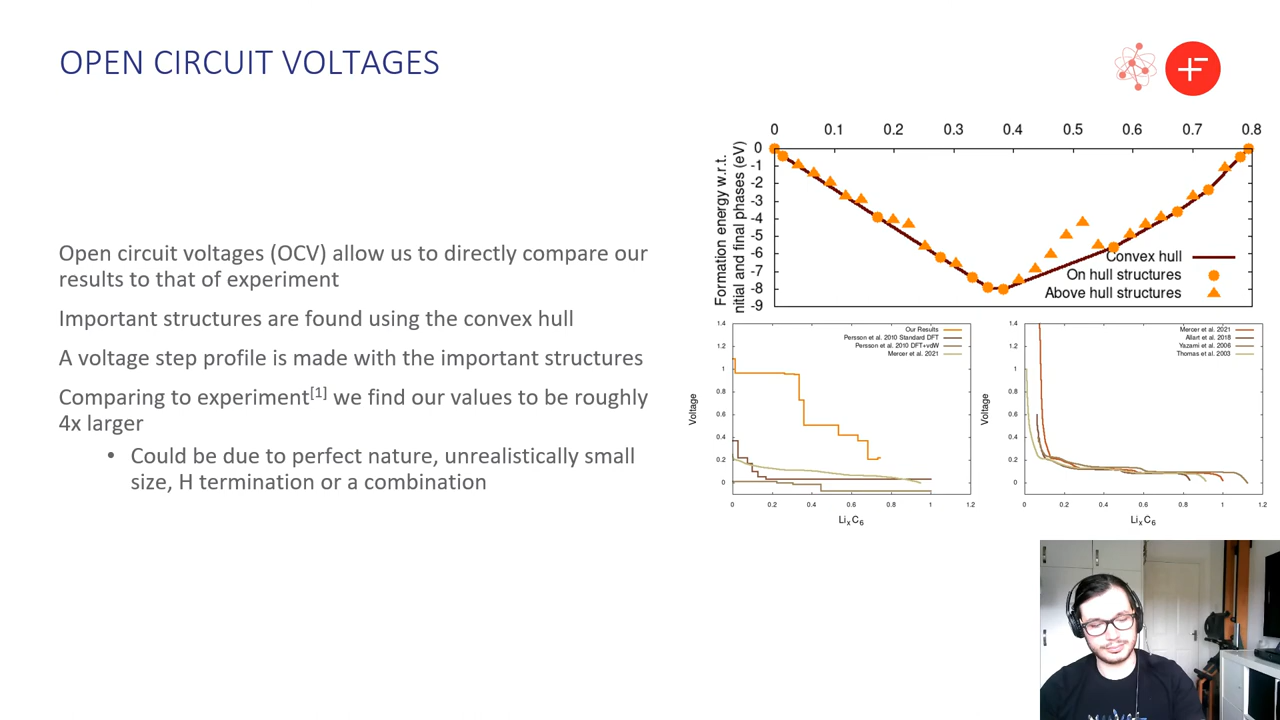 OPEN CIRCUIT VOLTAGES
Open circuit voltages (OCV) allow us to directly compare our
results to that of experiment
Important structures are found using the convex hull
A voltage step profile is made with the important structures
Comparing to experiment[1] we find our values to be roughly
4x larger
• Could be due to perfect nature, unrealistically small
size, H termination or a combination
0 0.1 0.2 0.3 0.4 0.5 0.6 0.7 0.8
Formation energy w.r.t.
nitial and final phases (eV)
0
-1
-2
-3
-4
-5
-6
-7
-8
-9
Convex hull
On hull structures
Above hull structures
1.4
1.2
1
0.8
0.6
0.4
0.2
0
Voltage
Our Results
Persson et al. 2010 Standard DFT
Persson et al. 2010 DFT+vdW
Mercer et al. 2021
0 0.2 0.4 0.6 0.8 1 1.2
LixC6
1.4
1.2
1
0.8
0.6
0.4
0.2
0
Voltage
Mercer et al. 2021
Allart et al. 2018
Yazami et al. 2006
Thomas et al. 2003
0 0.2 0.4 0.6 0.8 1 1.2
LixC6